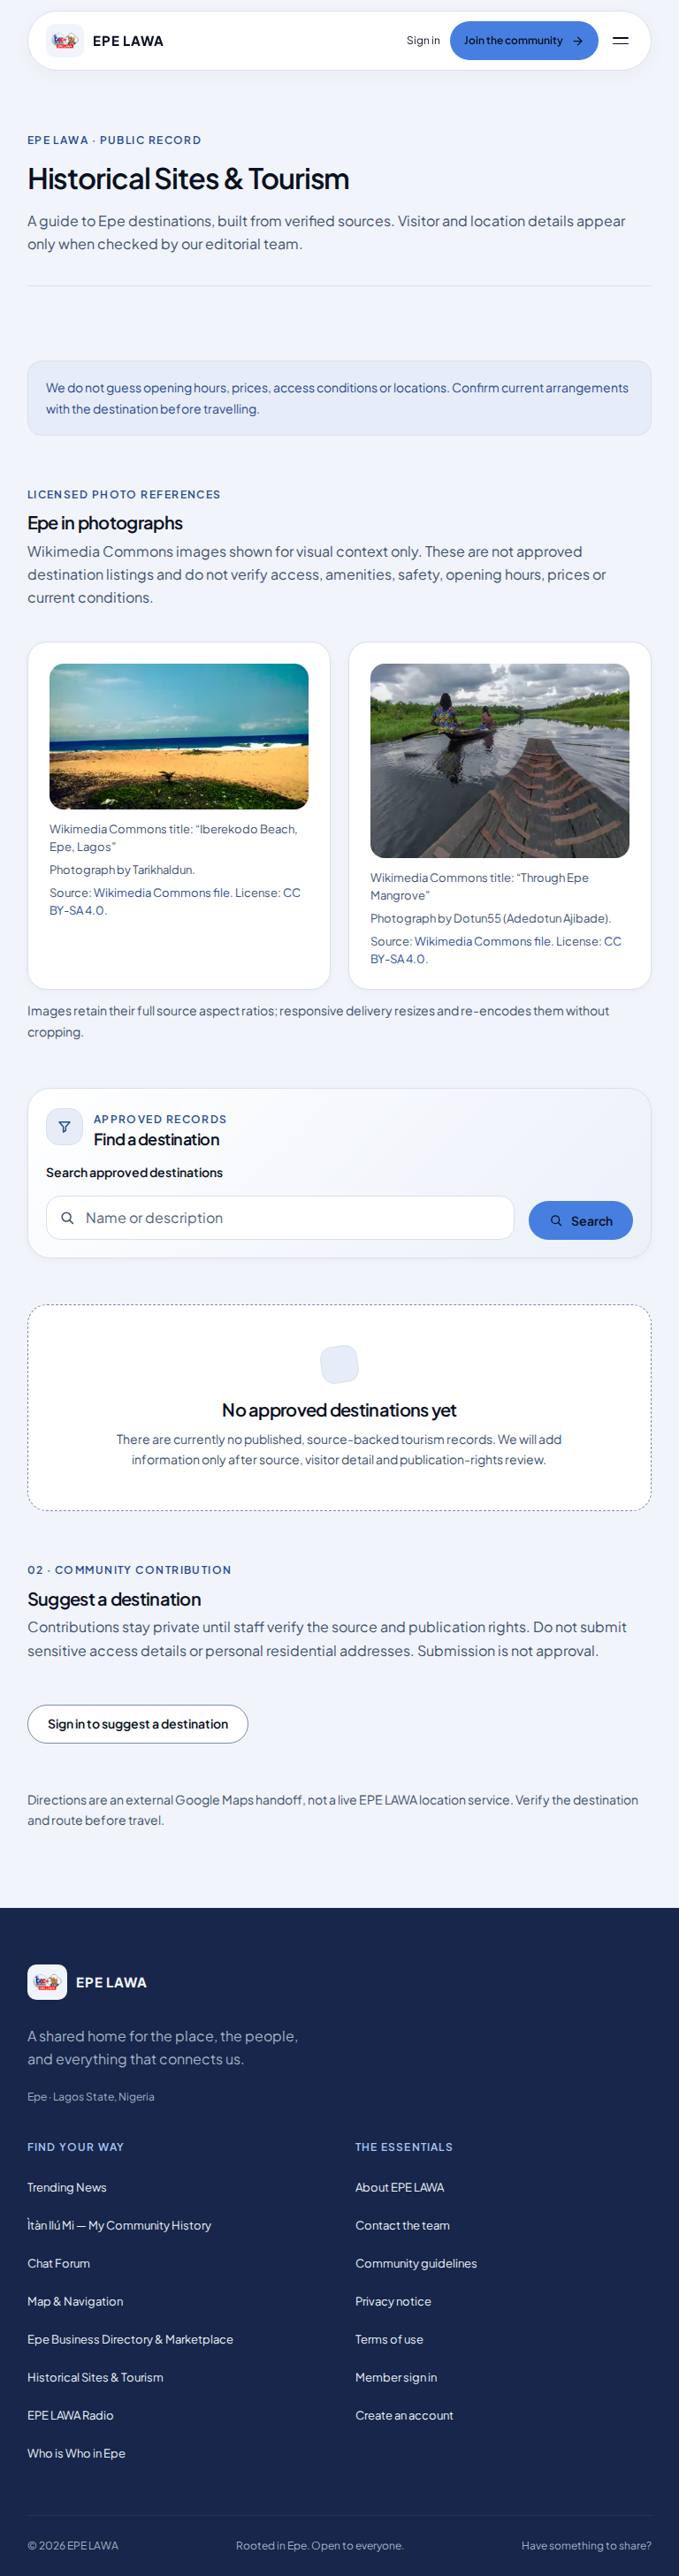 EPE LAWA
Sign in
Join the community
EPE LAWA · PUBLIC RECORD
Historical Sites & Tourism
A guide to Epe destinations, built from verified sources. Visitor and location details appear
only when checked by our editorial team.
We do not guess opening hours, prices, access conditions or locations. Confirm current arrangements
with the destination before travelling.
LICENSED PHOTO REFERENCES
Epe in photographs
Wikimedia Commons images shown for visual context only. These are not approved
destination listings and do not verify access, amenities, safety, opening hours, prices or
current conditions.
Wikimedia Commons title: “Iberekodo Beach,
Epe, Lagos”
Photograph by Tarikhaldun.
Source: Wikimedia Commons file. License: CC
BY-SA 4.0.
Wikimedia Commons title: “Through Epe
Mangrove”
Photograph by Dotun55 (Adedotun Ajibade).
Source: Wikimedia Commons file. License: CC
BY-SA 4.0.
Images retain their full source aspect ratios; responsive delivery resizes and re-encodes them without
cropping.
APPROVED RECORDS
Find a destination
Search approved destinations
Name or description
Search
No approved destinations yet
There are currently no published, source-backed tourism records. We will add
information only after source, visitor detail and publication-rights review.
02 · COMMUNITY CONTRIBUTION
Suggest a destination
Contributions stay private until staff verify the source and publication rights. Do not submit
sensitive access details or personal residential addresses. Submission is not approval.
Sign in to suggest a destination
Directions are an external Google Maps handoff, not a live EPE LAWA location service. Verify the destination
and route before travel.
EPE LAWA
A shared home for the place, the people,
and everything that connects us.
Epe · Lagos State, Nigeria
FIND YOUR WAY
Trending News
Ìtàn Ilú Mi — My Community History
Chat Forum
Map & Navigation
Epe Business Directory & Marketplace
Historical Sites & Tourism
EPE LAWA Radio
Who is Who in Epe
THE ESSENTIALS
About EPE LAWA
Contact the team
Community guidelines
Privacy notice
Terms of use
Member sign in
Create an account
© 2026 EPE LAWA
Rooted in Epe. Open to everyone.
Have something to share?